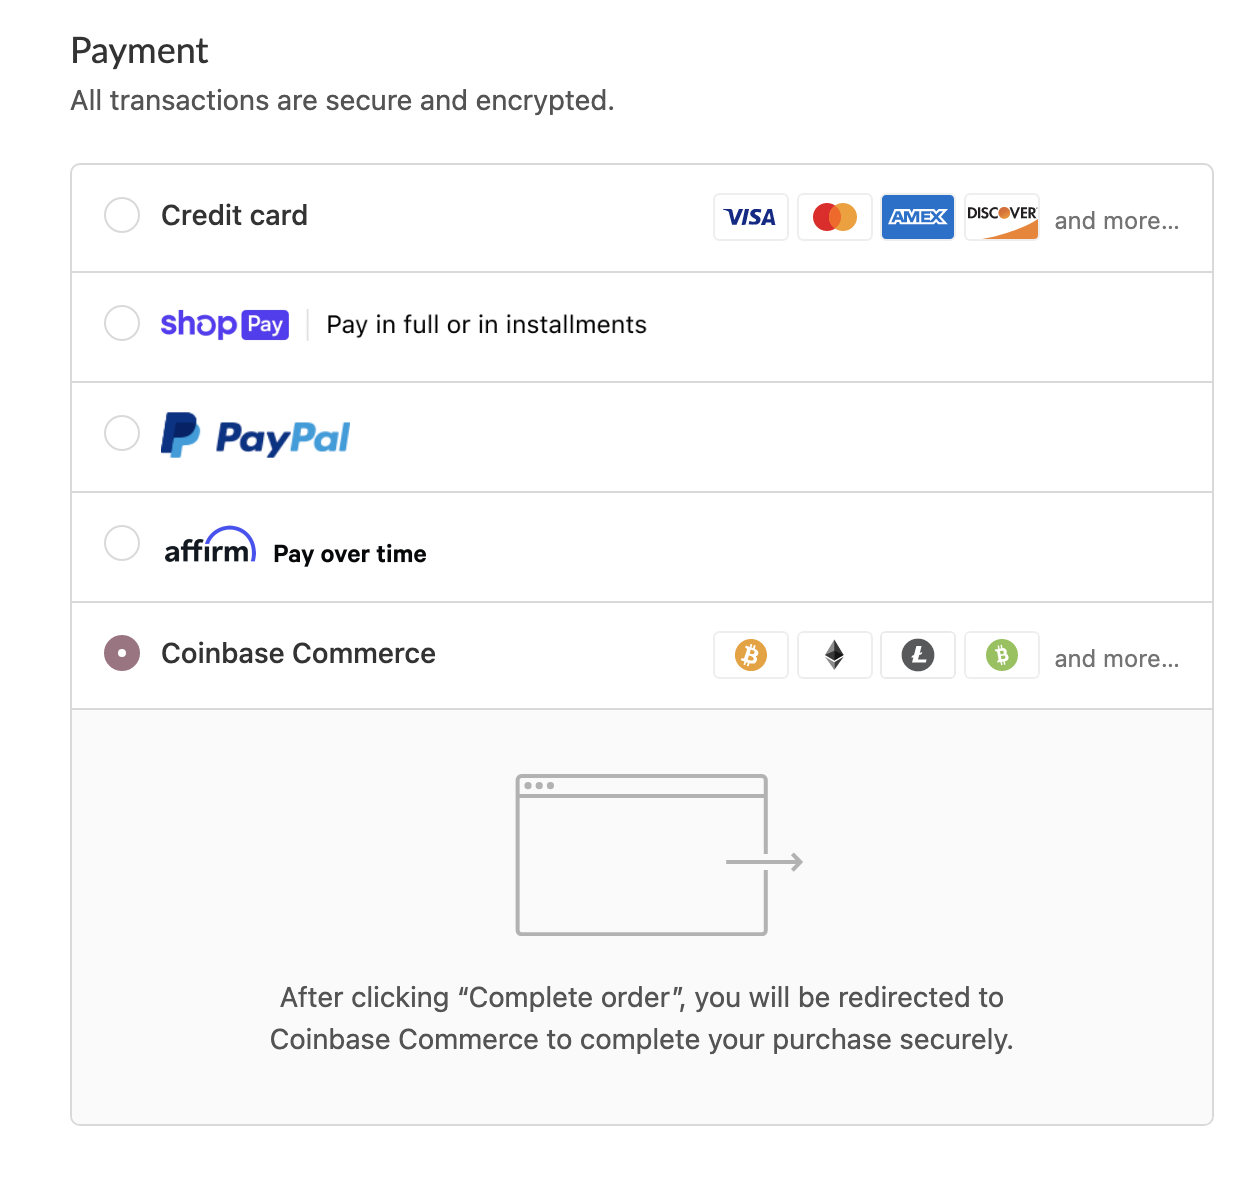 Payment
All transactions are secure and encrypted.
Credit card VISA AMEX DISCOVER and more...
shop Pay Pay in full or in installments
PayPal
affirm Pay over time
Coinbase Commerce and more...
After clicking “Complete order”, you will be redirected to
Coinbase Commerce to complete your purchase securely.